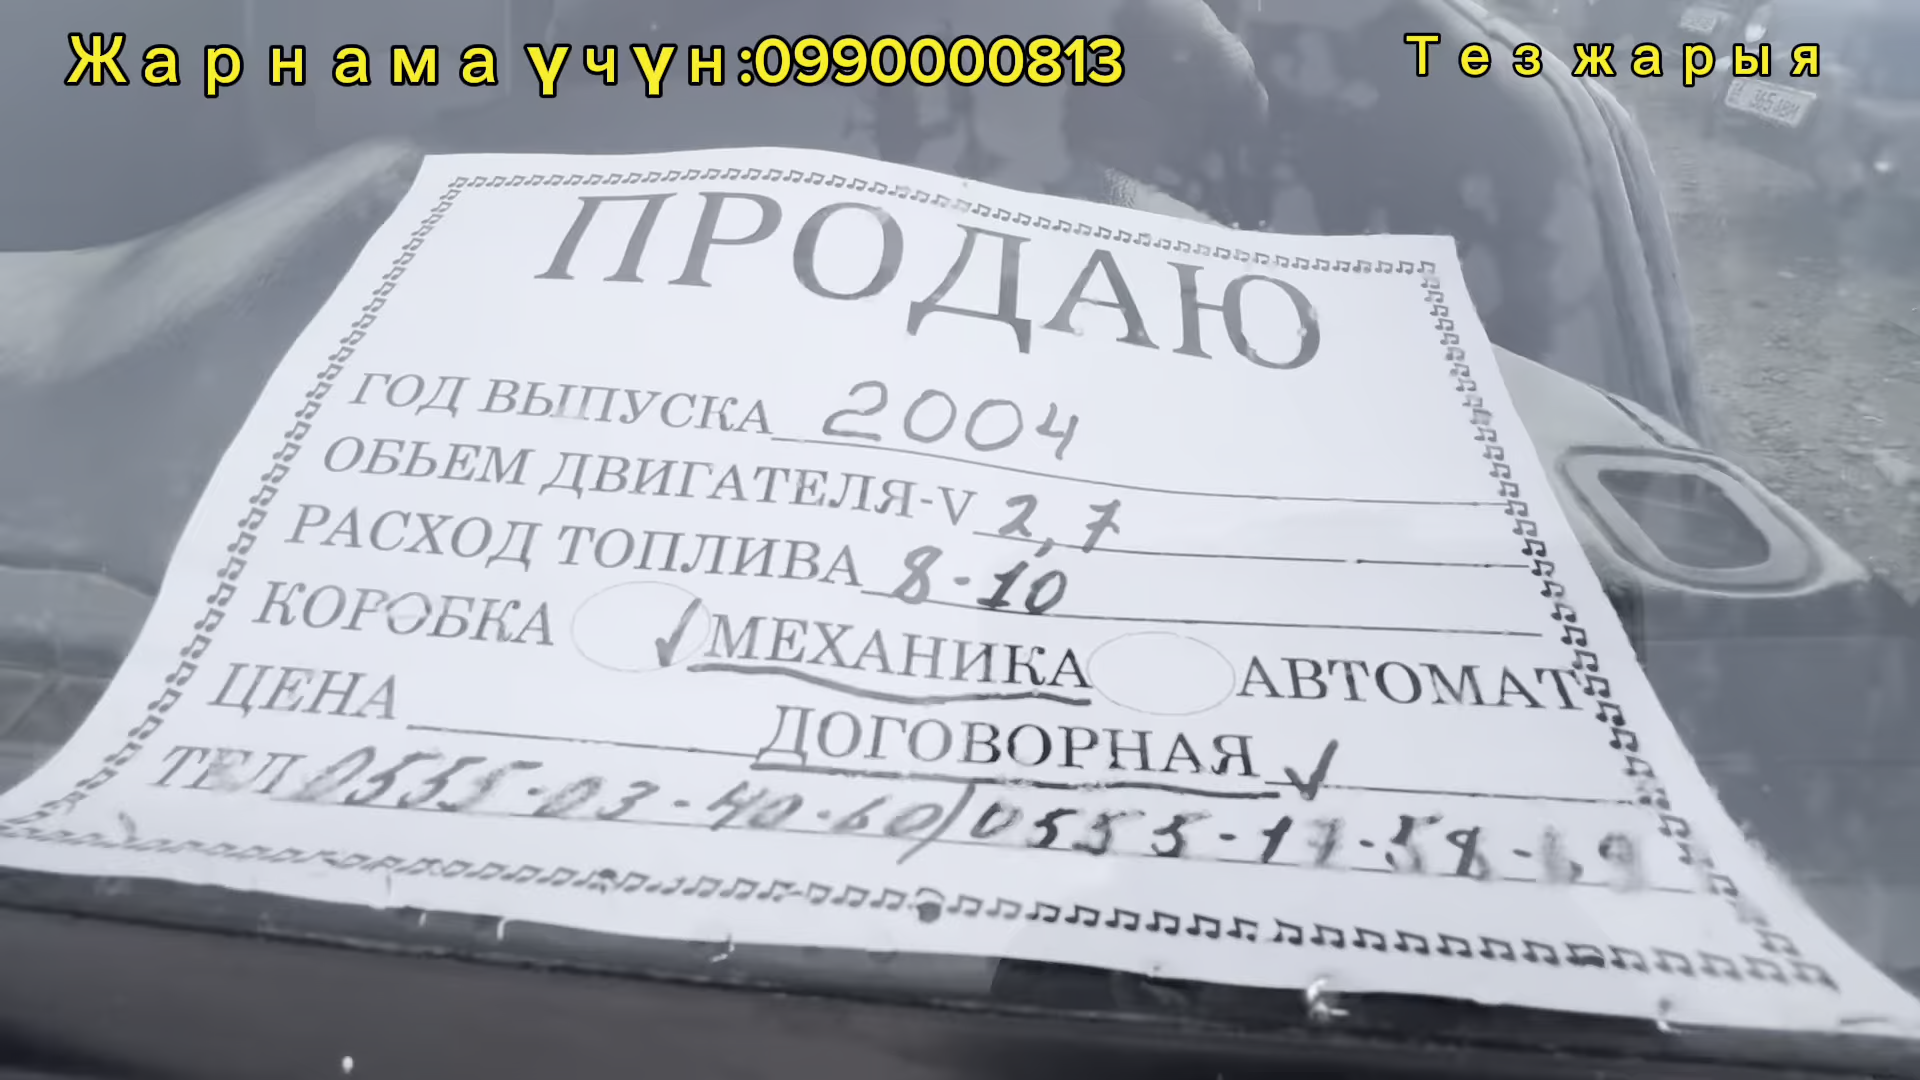 Жарнама үчүн:0990000813
Тез жарыя
ПРОДАЮ
ГОД ВЫПУСКА 2004
ОБЬЕМ ДВИГАТЕЛЯ-V 2,7
РАСХОД ТОПЛИВА 8-10
КОРОБКА ✓ МЕХАНИКА АВТОМАТ
ЦЕНА ДОГОВОРНАЯ ✓
ТЕЛ 0555-03-40-60/0555-17-58-